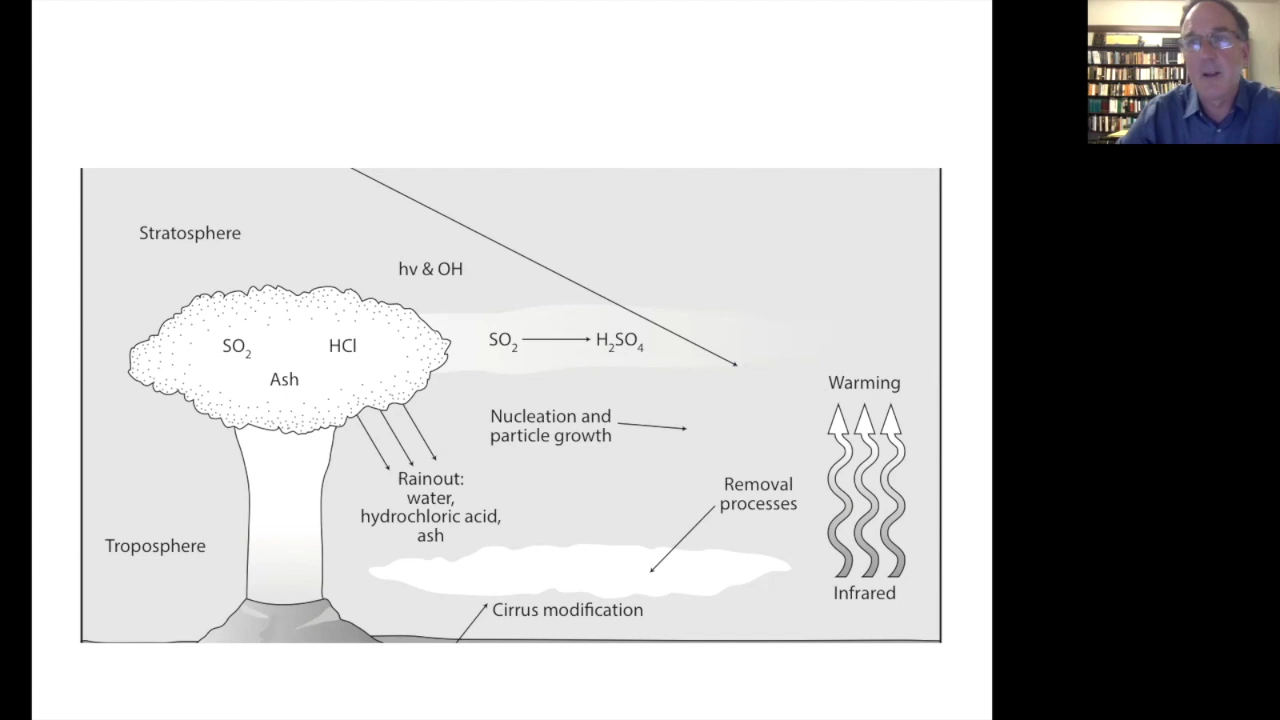 Stratosphere
hv & OH
SO₂
HCl
Ash
SO₂
H₂SO₄
Warming
Nucleation and
particle growth
Rainout:
water,
hydrochloric acid,
ash
Removal
processes
Troposphere
Infrared
Cirrus modification